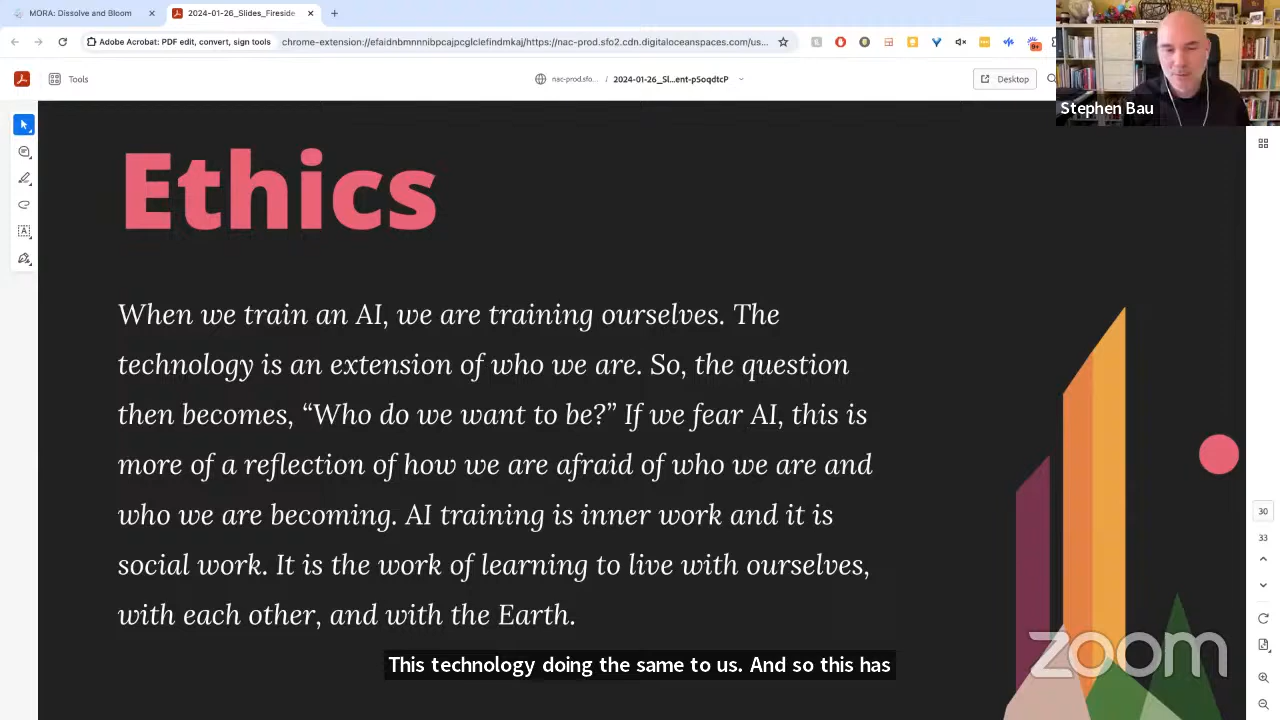 MORA: Dissolve and Bloom
2024-01-26_Slides_Fireside
Adobe Acrobat: PDF edit, convert, sign tools
chrome-extension://efaidnbmnnnibpcajpcglclefindmkaj/https://nac-prod.sfo2.cdn.digitaloceanspaces.com/us...
9+
Stephen Bau
Tools
nac-prod.sfo... / 2024-01-26_Sl...ent-pSoqdtcP
Desktop
Ethics
When we train an AI, we are training ourselves. The
technology is an extension of who we are. So, the question
then becomes, “Who do we want to be?” If we fear AI, this is
more of a reflection of how we are afraid of who we are and
who we are becoming. AI training is inner work and it is
social work. It is the work of learning to live with ourselves,
with each other, and with the Earth.
30
33
This technology doing the same to us. And so this has
zoom